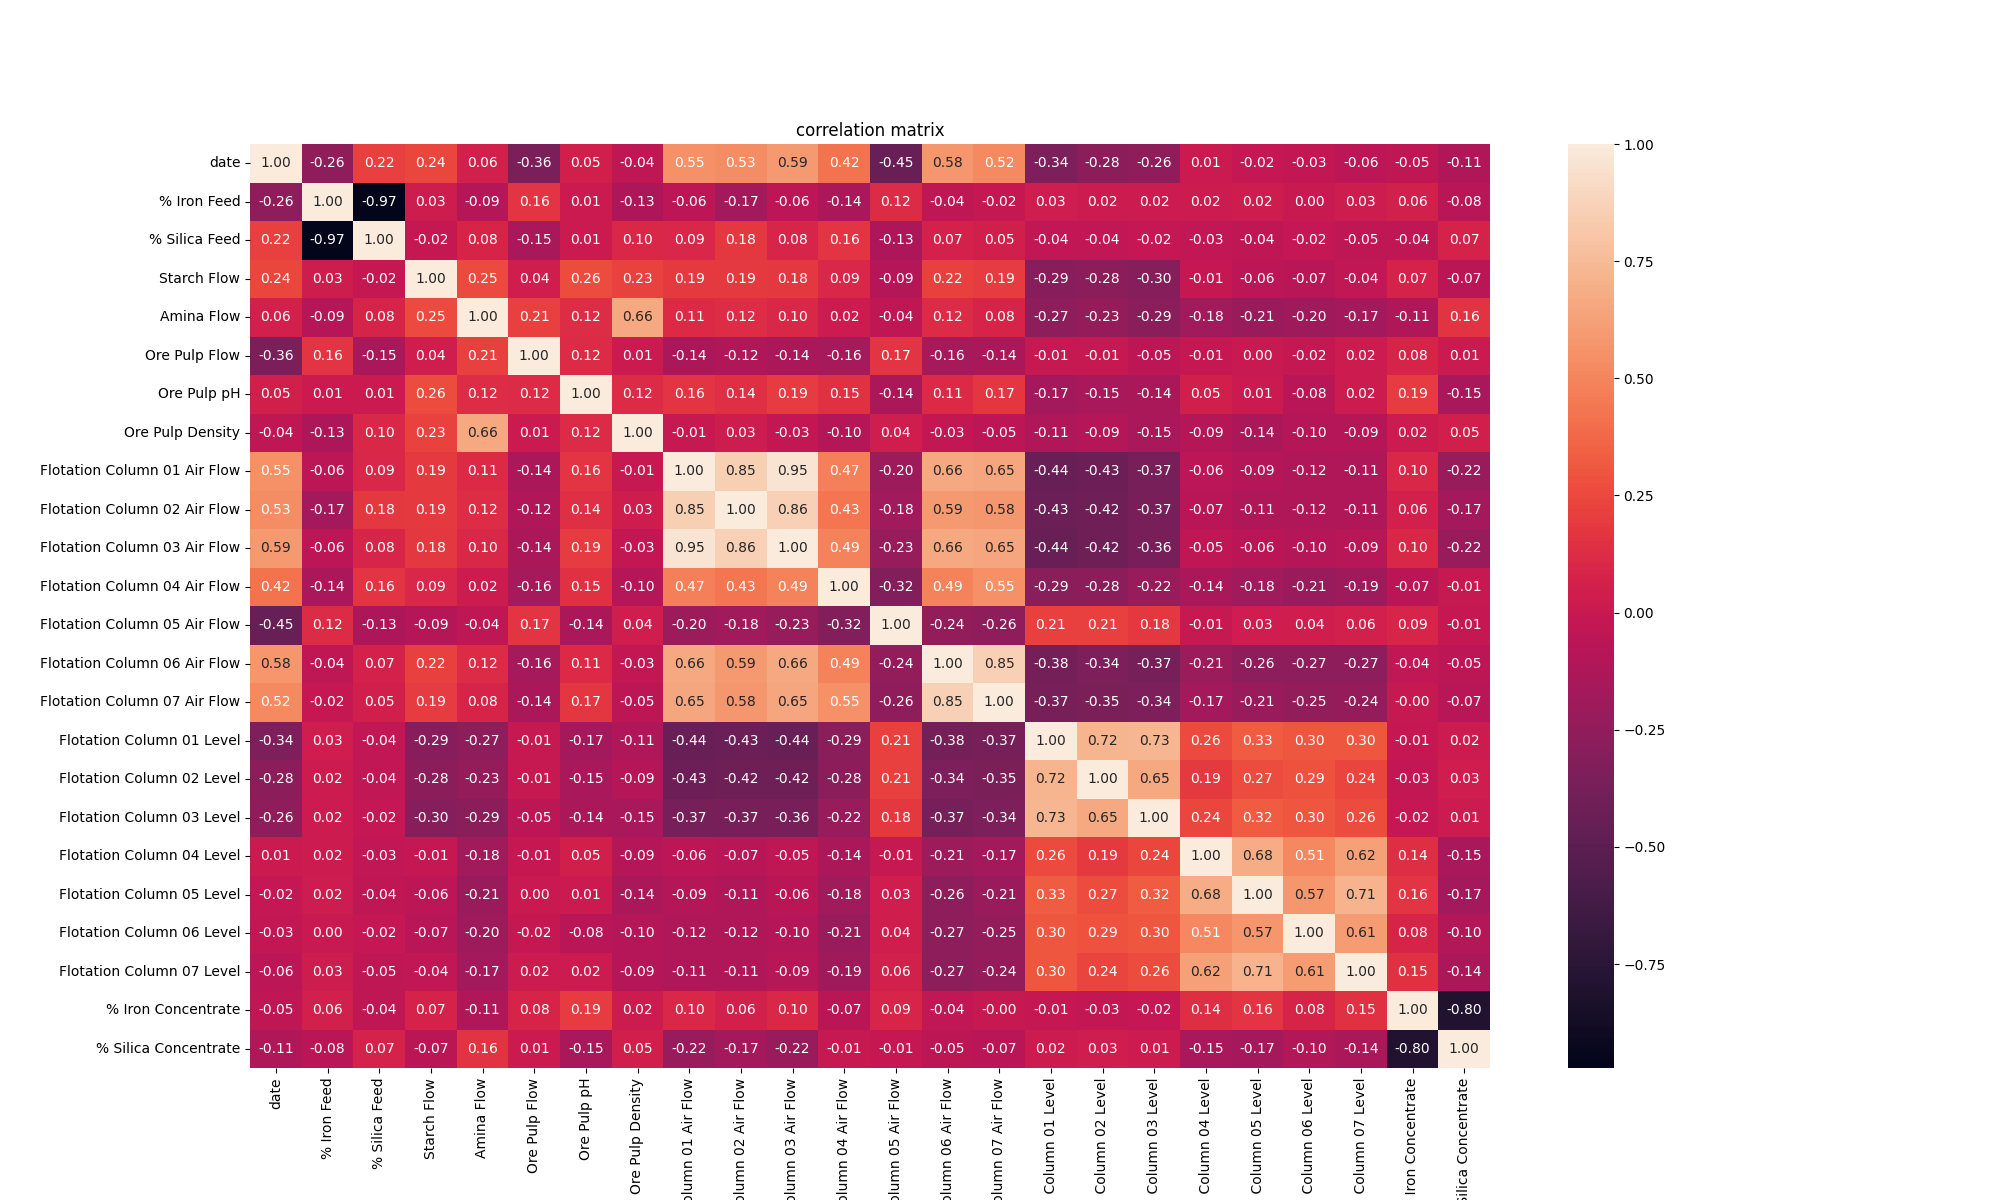 correlation matrix
date 1.00 -0.26 0.22 0.24 0.06 -0.36 0.05 -0.04 0.55 0.53 0.59 0.42 -0.45 0.58 0.52 -0.34 -0.28 -0.26 0.01 -0.02 -0.03 -0.06 -0.05 -0.11
% Iron Feed -0.26 1.00 -0.97 0.03 -0.09 0.16 0.01 -0.13 -0.06 -0.17 -0.06 -0.14 0.12 -0.04 -0.02 0.03 0.02 0.02 0.02 0.02 0.00 0.03 0.06 -0.08
% Silica Feed 0.22 -0.97 1.00 -0.02 0.08 -0.15 0.01 0.10 0.09 0.18 0.08 0.16 -0.13 0.07 0.05 -0.04 -0.04 -0.02 -0.03 -0.04 -0.02 -0.05 -0.04 0.07
Starch Flow 0.24 0.03 -0.02 1.00 0.25 0.04 0.26 0.23 0.19 0.19 0.18 0.09 -0.09 0.22 0.19 -0.29 -0.28 -0.30 -0.01 -0.06 -0.07 -0.04 0.07 -0.07
Amina Flow 0.06 -0.09 0.08 0.25 1.00 0.21 0.12 0.66 0.11 0.12 0.10 0.02 -0.04 0.12 0.08 -0.27 -0.23 -0.29 -0.18 -0.21 -0.20 -0.17 -0.11 0.16
Ore Pulp Flow -0.36 0.16 -0.15 0.04 0.21 1.00 0.12 0.01 -0.14 -0.12 -0.14 -0.16 0.17 -0.16 -0.14 -0.01 -0.01 -0.05 -0.01 0.00 -0.02 0.02 0.08 0.01
Ore Pulp pH 0.05 0.01 0.01 0.26 0.12 0.12 1.00 0.12 0.16 0.14 0.19 0.15 -0.14 0.11 0.17 -0.17 -0.15 -0.14 0.05 0.01 -0.08 0.02 0.19 -0.15
Ore Pulp Density -0.04 -0.13 0.10 0.23 0.66 0.01 0.12 1.00 -0.01 0.03 -0.03 -0.10 0.04 -0.03 -0.05 -0.11 -0.09 -0.15 -0.09 -0.14 -0.10 -0.09 0.02 0.05
Flotation Column 01 Air Flow 0.55 -0.06 0.09 0.19 0.11 -0.14 0.16 -0.01 1.00 0.85 0.95 0.47 -0.20 0.66 0.65 -0.44 -0.43 -0.37 -0.06 -0.09 -0.12 -0.11 0.10 -0.22
Flotation Column 02 Air Flow 0.53 -0.17 0.18 0.19 0.12 -0.12 0.14 0.03 0.85 1.00 0.86 0.43 -0.18 0.59 0.58 -0.43 -0.42 -0.37 -0.07 -0.11 -0.12 -0.11 0.06 -0.17
Flotation Column 03 Air Flow 0.59 -0.06 0.08 0.18 0.10 -0.14 0.19 -0.03 0.95 0.86 1.00 0.49 -0.23 0.66 0.65 -0.44 -0.42 -0.36 -0.05 -0.06 -0.10 -0.09 0.10 -0.22
Flotation Column 04 Air Flow 0.42 -0.14 0.16 0.09 0.02 -0.16 0.15 -0.10 0.47 0.43 0.49 1.00 -0.32 0.49 0.55 -0.29 -0.28 -0.22 -0.14 -0.18 -0.21 -0.19 -0.07 -0.01
Flotation Column 05 Air Flow -0.45 0.12 -0.13 -0.09 -0.04 0.17 -0.14 0.04 -0.20 -0.18 -0.23 -0.32 1.00 -0.24 -0.26 0.21 0.21 0.18 -0.01 0.03 0.04 0.06 0.09 -0.01
Flotation Column 06 Air Flow 0.58 -0.04 0.07 0.22 0.12 -0.16 0.11 -0.03 0.66 0.59 0.66 0.49 -0.24 1.00 0.85 -0.38 -0.34 -0.37 -0.21 -0.26 -0.27 -0.27 -0.04 -0.05
Flotation Column 07 Air Flow 0.52 -0.02 0.05 0.19 0.08 -0.14 0.17 -0.05 0.65 0.58 0.65 0.55 -0.26 0.85 1.00 -0.37 -0.35 -0.34 -0.17 -0.21 -0.25 -0.24 -0.00 -0.07
Flotation Column 01 Level -0.34 0.03 -0.04 -0.29 -0.27 -0.01 -0.17 -0.11 -0.44 -0.43 -0.44 -0.29 0.21 -0.38 -0.37 1.00 0.72 0.73 0.26 0.33 0.30 0.30 -0.01 0.02
Flotation Column 02 Level -0.28 0.02 -0.04 -0.28 -0.23 -0.01 -0.15 -0.09 -0.43 -0.42 -0.42 -0.28 0.21 -0.34 -0.35 0.72 1.00 0.65 0.19 0.27 0.29 0.24 -0.03 0.03
Flotation Column 03 Level -0.26 0.02 -0.02 -0.30 -0.29 -0.05 -0.14 -0.15 -0.37 -0.37 -0.36 -0.22 0.18 -0.37 -0.34 0.73 0.65 1.00 0.24 0.32 0.30 0.26 -0.02 0.01
Flotation Column 04 Level 0.01 0.02 -0.03 -0.01 -0.18 -0.01 0.05 -0.09 -0.06 -0.07 -0.05 -0.14 -0.01 -0.21 -0.17 0.26 0.19 0.24 1.00 0.68 0.51 0.62 0.14 -0.15
Flotation Column 05 Level -0.02 0.02 -0.04 -0.06 -0.21 0.00 0.01 -0.14 -0.09 -0.11 -0.06 -0.18 0.03 -0.26 -0.21 0.33 0.27 0.32 0.68 1.00 0.57 0.71 0.16 -0.17
Flotation Column 06 Level -0.03 0.00 -0.02 -0.07 -0.20 -0.02 -0.08 -0.10 -0.12 -0.12 -0.10 -0.21 0.04 -0.27 -0.25 0.30 0.29 0.30 0.51 0.57 1.00 0.61 0.08 -0.10
Flotation Column 07 Level -0.06 0.03 -0.05 -0.04 -0.17 0.02 0.02 -0.09 -0.11 -0.11 -0.09 -0.19 0.06 -0.27 -0.24 0.30 0.24 0.26 0.62 0.71 0.61 1.00 0.15 -0.14
% Iron Concentrate -0.05 0.06 -0.04 0.07 -0.11 0.08 0.19 0.02 0.10 0.06 0.10 -0.07 0.09 -0.04 -0.00 -0.01 -0.03 -0.02 0.14 0.16 0.08 0.15 1.00 -0.80
% Silica Concentrate -0.11 -0.08 0.07 -0.07 0.16 0.01 -0.15 0.05 -0.22 -0.17 -0.22 -0.01 -0.01 -0.05 -0.07 0.02 0.03 0.01 -0.15 -0.17 -0.10 -0.14 -0.80 1.00
date
% Iron Feed
% Silica Feed
Starch Flow
Amina Flow
Ore Pulp Flow
Ore Pulp pH
Ore Pulp Density
olumn 01 Air Flow
olumn 02 Air Flow
olumn 03 Air Flow
olumn 04 Air Flow
olumn 05 Air Flow
olumn 06 Air Flow
olumn 07 Air Flow
Column 01 Level
Column 02 Level
Column 03 Level
Column 04 Level
Column 05 Level
Column 06 Level
Column 07 Level
Iron Concentrate
Silica Concentrate
1.00
0.75
0.50
0.25
0.00
−0.25
−0.50
−0.75